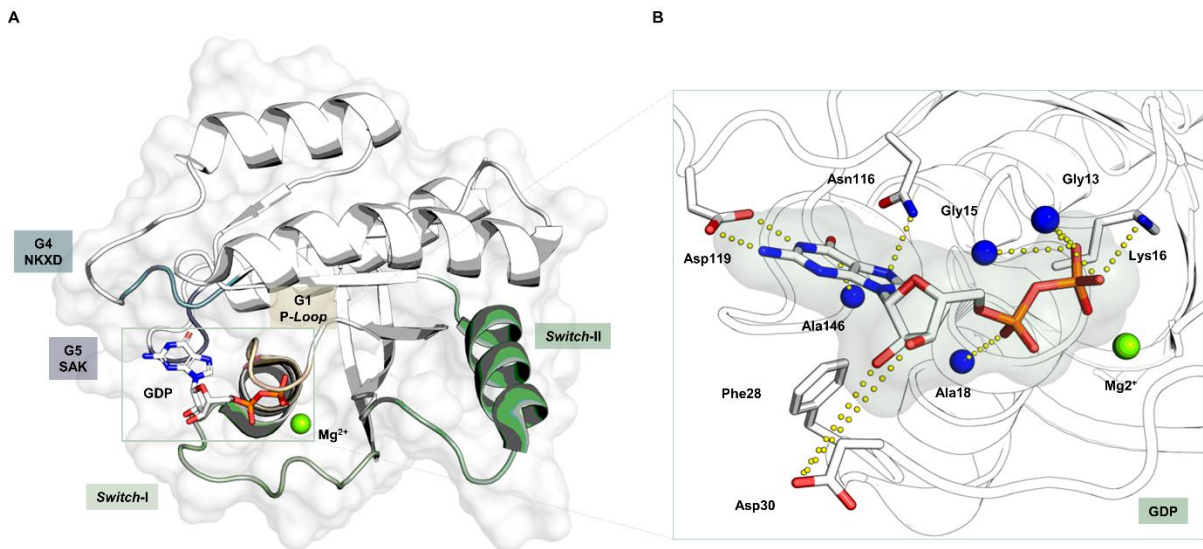 A
G4
NKXD
G5
SAK
GDP
G1
P-Loop
Switch-II
Mg²⁺
Switch-I
B
Asn116
Gly13
Gly15
Lys16
Asp119
Ala146
Phe28
Ala18
Mg2⁺
Asp30
GDP